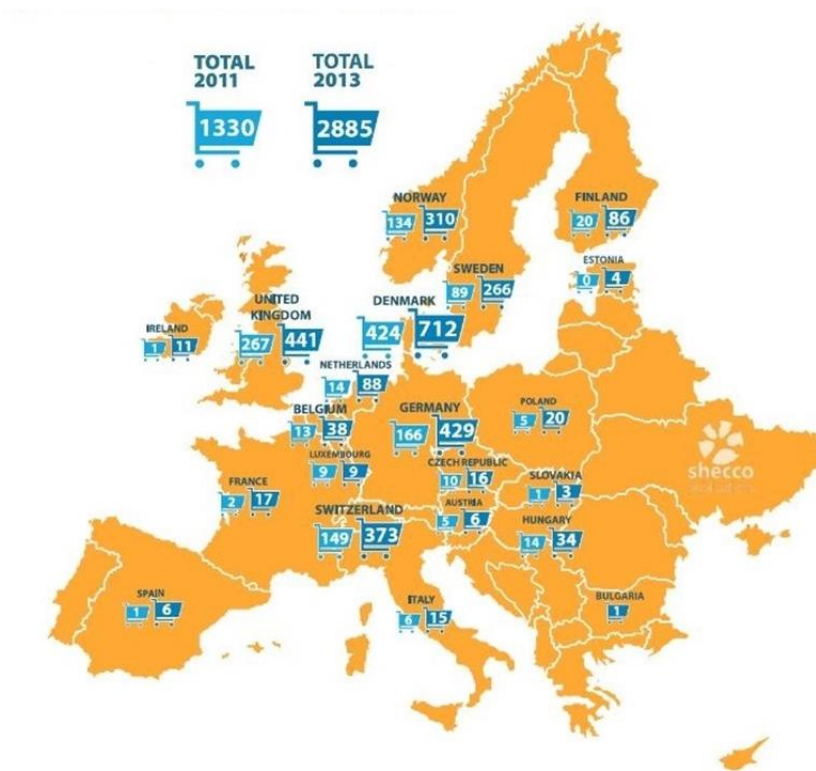 TOTAL
2011
1330
TOTAL
2013
2885
NORWAY
134 310
FINLAND
20 86
SWEDEN
89 266
ESTONIA
0 4
UNITED
KINGDOM
267 441
DENMARK
424 712
IRELAND
1 11
NETHERLANDS
14 88
BELGIUM
13 38
GERMANY
166 429
POLAND
5 20
LUXEMBOURG
9 9
CZECH REPUBLIC
10 16
SLOVAKIA
1 3
FRANCE
2 17
SWITZERLAND
149 373
AUSTRIA
5 6
HUNGARY
14 34
SPAIN
1 6
ITALY
6 15
BULGARIA
1
shecco